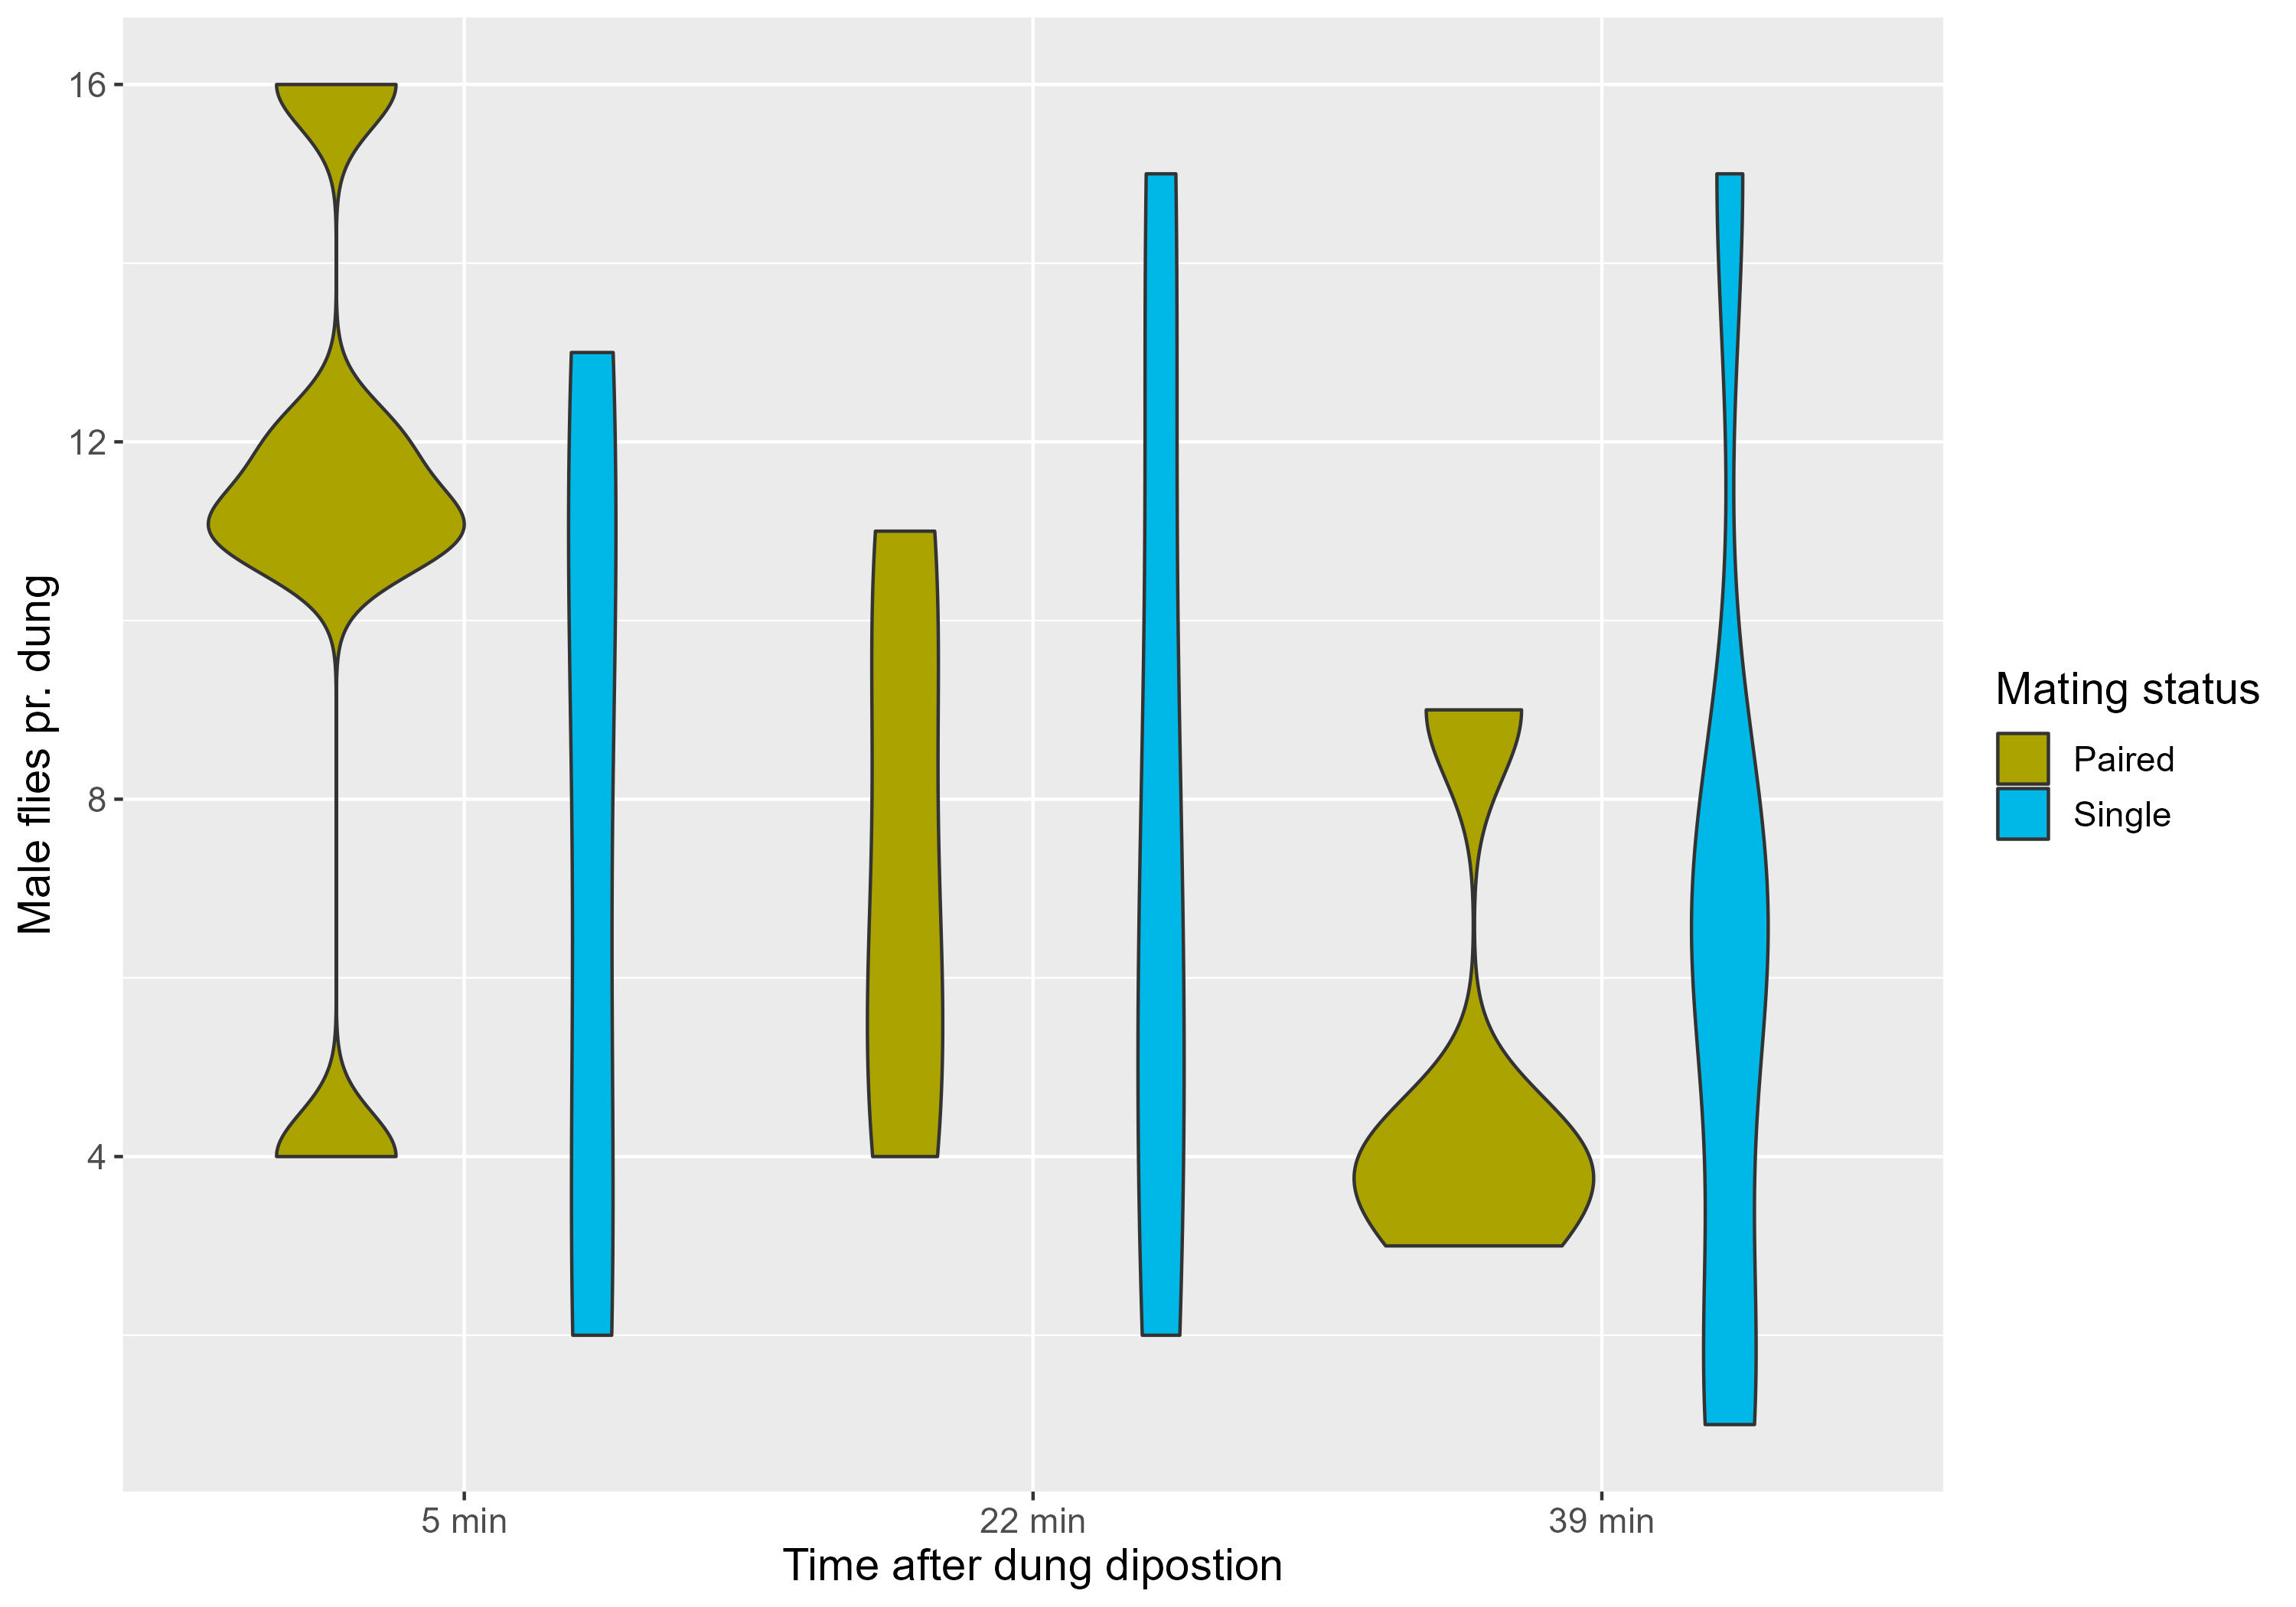 16
12
8
4
Male flies pr. dung
5 min
22 min
39 min
Time after dung dipostion
Mating status
Paired
Single